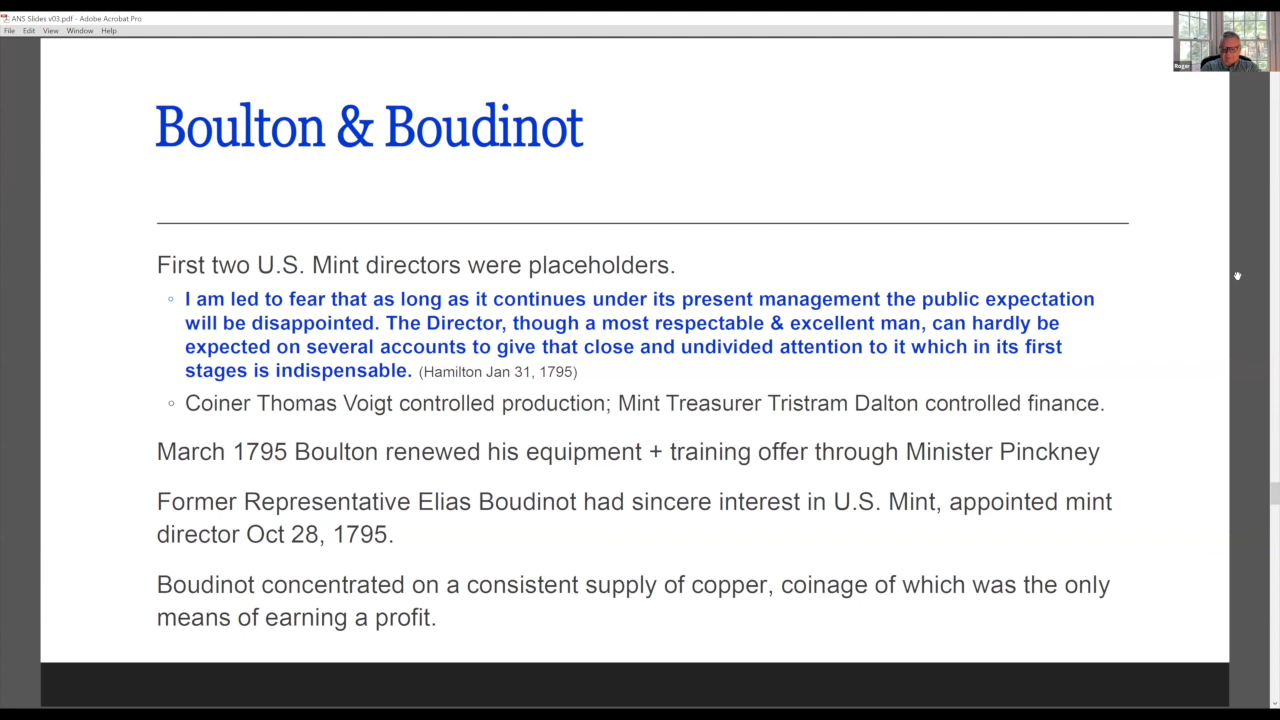 ANS Slides v03.pdf - Adobe Acrobat Pro
File Edit View Window Help
Roger
Boulton & Boudinot
First two U.S. Mint directors were placeholders.
I am led to fear that as long as it continues under its present management the public expectation
will be disappointed. The Director, though a most respectable & excellent man, can hardly be
expected on several accounts to give that close and undivided attention to it which in its first
stages is indispensable. (Hamilton Jan 31, 1795)
Coiner Thomas Voigt controlled production; Mint Treasurer Tristram Dalton controlled finance.
March 1795 Boulton renewed his equipment + training offer through Minister Pinckney
Former Representative Elias Boudinot had sincere interest in U.S. Mint, appointed mint
director Oct 28, 1795.
Boudinot concentrated on a consistent supply of copper, coinage of which was the only
means of earning a profit.